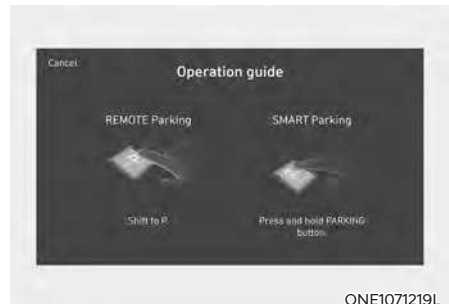 Cancel
Operation guide
REMOTE Parking
SMART Parking
Shift to P.
Press and hold PARKING
button.
ONE1071219L